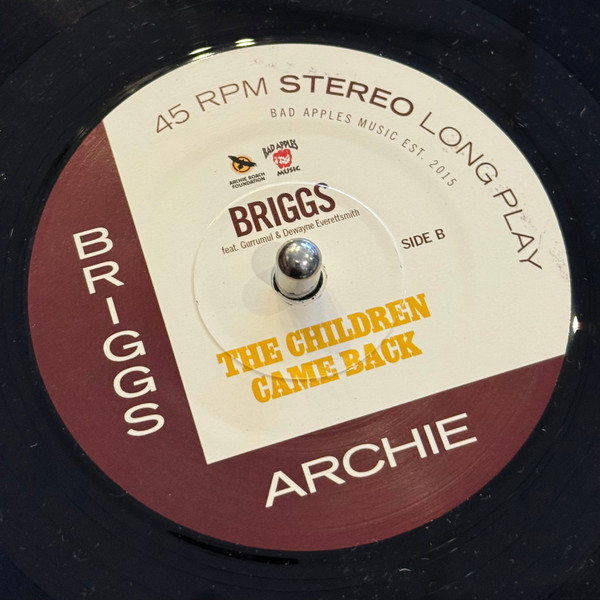 45 RPM STEREO LONG PLAY
BAD APPLES MUSIC EST. 2015
ARCHIE ROACH
FOUNDATION
BAD APPLES
MUSIC
BRIGGS
feat. Gurrumul & Dewayne Everettsmith
SIDE B
THE CHILDREN
CAME BACK
BRIGGS
ARCHIE